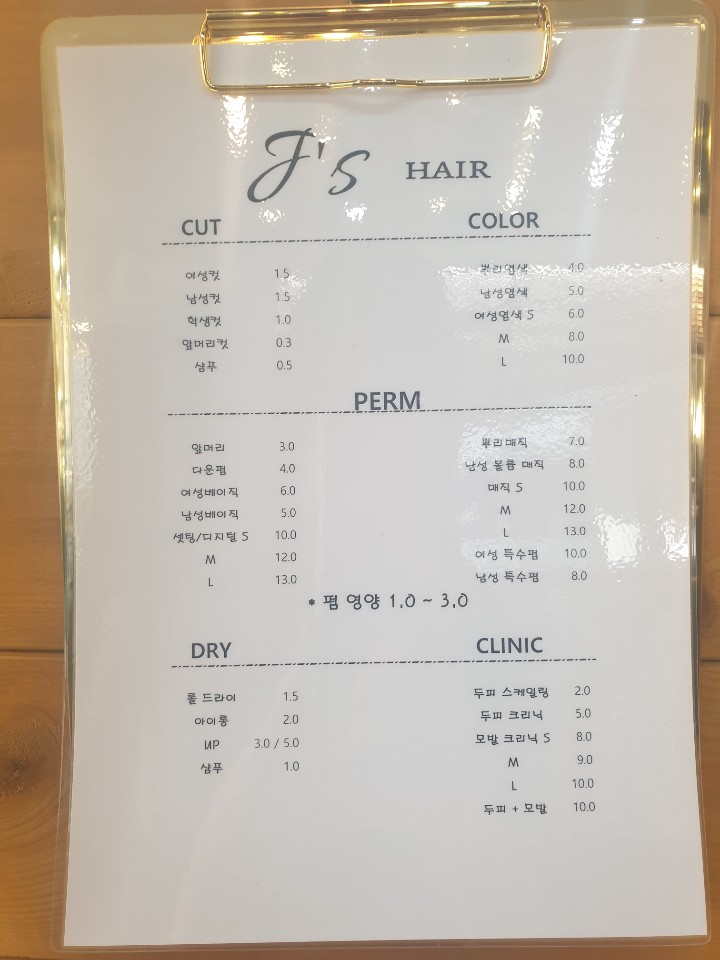 J's HAIR
CUT
여성컷 1.5
남성컷 1.5
학생컷 1.0
앞머리컷 0.3
샴푸 0.5
COLOR
뿌리염색 4.0
남성염색 5.0
여성염색 S 6.0
M 8.0
L 10.0
PERM
앞머리 3.0
다운펌 4.0
여성베이직 6.0
남성베이직 5.0
셋팅/디지털 S 10.0
M 12.0
L 13.0
뿌리매직 7.0
남성 볼륨 매직 8.0
매직 S 10.0
M 12.0
L 13.0
여성 특수펌 10.0
남성 특수펌 8.0
* 펌 영양 1.0 ~ 3.0
DRY
롤 드라이 1.5
아이롱 2.0
UP 3.0 / 5.0
샴푸 1.0
CLINIC
두피 스케일링 2.0
두피 크리닉 5.0
모발 크리닉 S 8.0
M 9.0
L 10.0
두피 + 모발 10.0